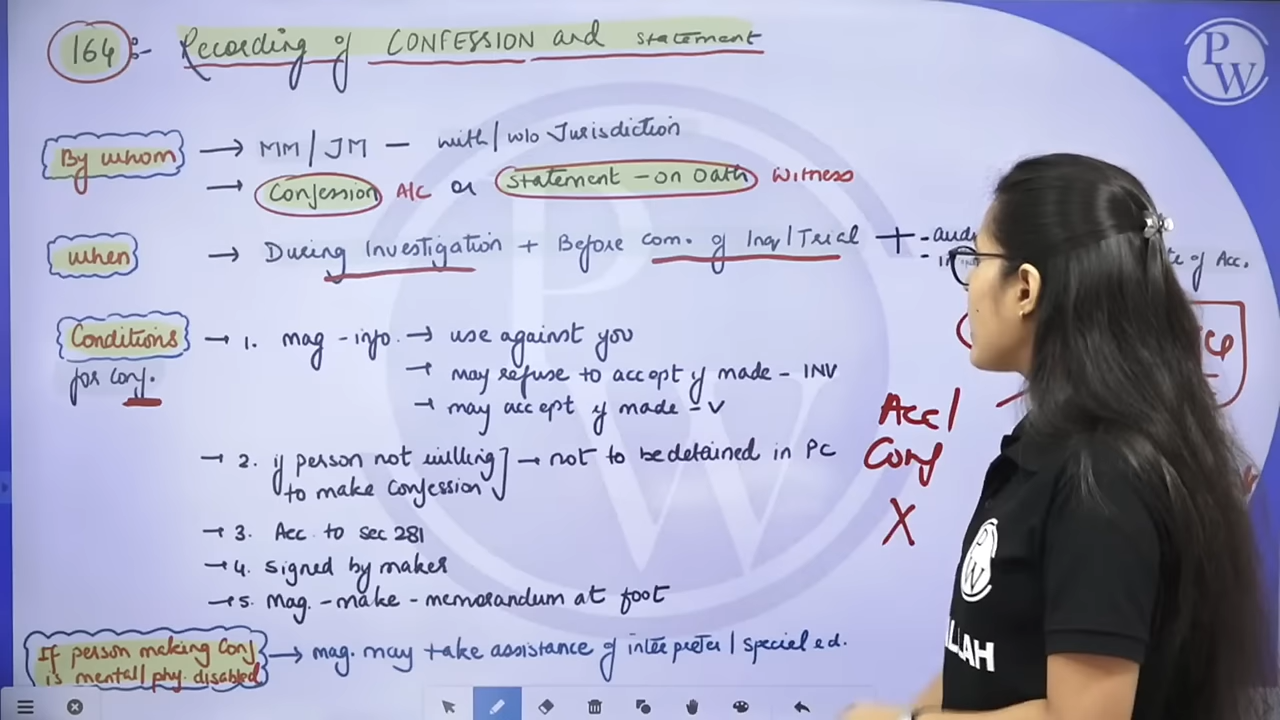 164 :- Recording of CONFESSION and statement
PW
By whom → MM/JM — with/w/o Jurisdiction
→ Confession A/C or Statement - on oath Witness
when → During Investigation + Before com. of Inq/Trial + - aud
of Acc.
Conditions for conf. → 1. mag - info. → use against you
→ may refuse to accept if made - INV
→ may accept if made - V
Acc/
Conf
X
→ 2. if person not willing to make confession] → not to be detained in PC
→ 3. Acc. to sec 281
→ 4. signed by maker
→ 5. Mag. - make - memorandum at foot
PW
LLAH
If person making Conf is mental/phy. disabled → mag. may take assistance of interpreter/special ed.